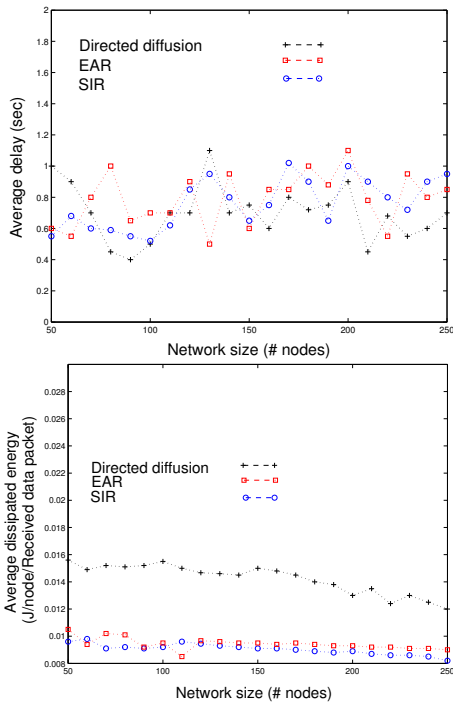 2
1.8
Directed diffusion
EAR
1.6
SIR
1.4
1.2
1
0.8
0.6
0.4
0.2
0
50
100
150
200
250
Average delay (sec)
Network size (# nodes)
0.028
0.026
0.024
0.022
Directed diffusion
EAR
0.02
SIR
0.018
0.016
0.014
0.012
0.01
0.008
50
100
150
200
250
Average dissipated energy
(J/node/Received data packet)
Network size (# nodes)